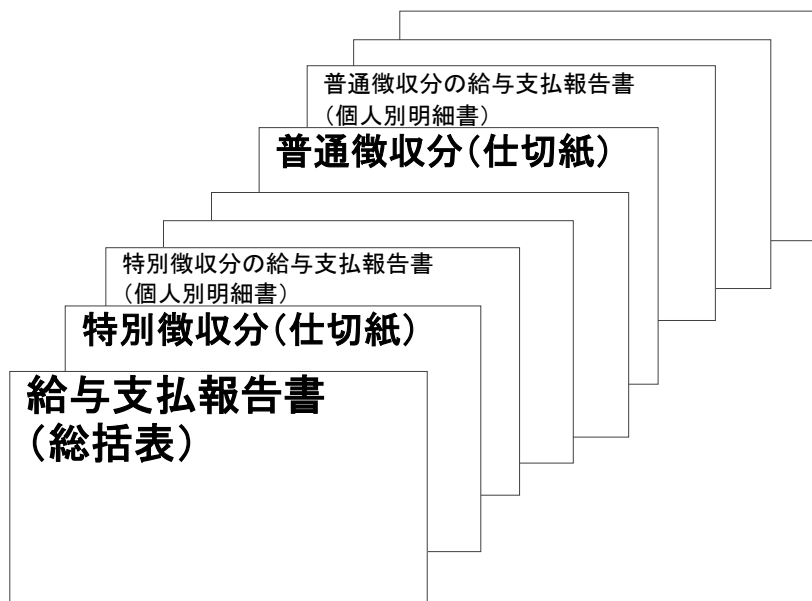 普通徴収分の給与支払報告書
（個人別明細書）
普通徴収分（仕切紙）
特別徴収分の給与支払報告書
（個人別明細書）
特別徴収分（仕切紙）
給与支払報告書
（総括表）